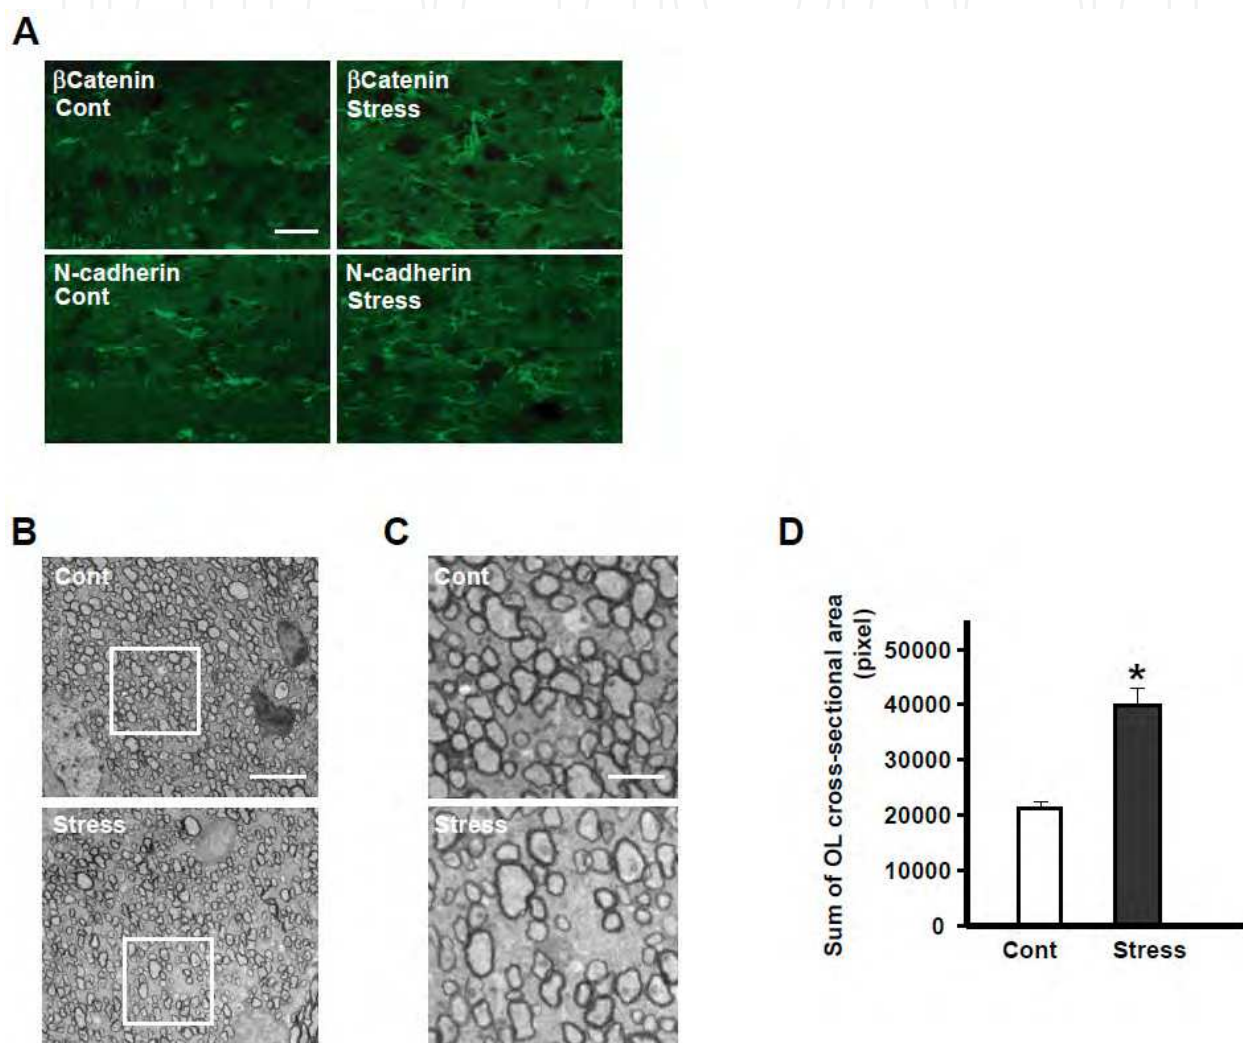 A
βCatenin
Cont
βCatenin
Stress
N-cadherin
Cont
N-cadherin
Stress
B
Cont
Stress
C
Cont
Stress
D
Sum of OL cross-sectional area
(pixel)
50000
40000
30000
20000
10000
0
*
Cont
Stress